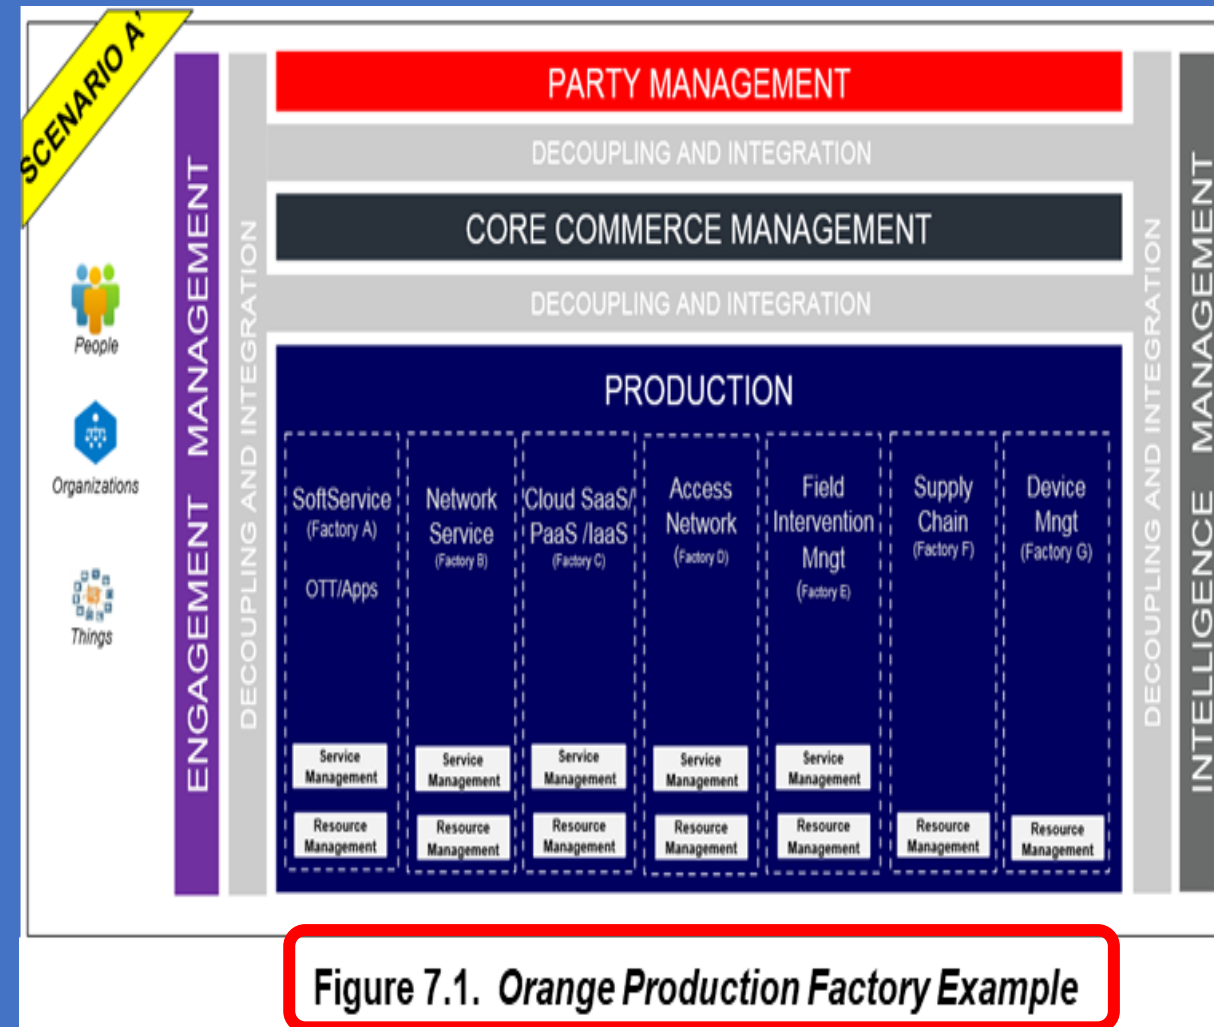 SCENARIO A'
People
Organizations
Things
ENGAGEMENT MANAGEMENT
DECOUPLING AND INTEGRATION
PARTY MANAGEMENT
DECOUPLING AND INTEGRATION
CORE COMMERCE MANAGEMENT
DECOUPLING AND INTEGRATION
PRODUCTION
SoftService
(Factory A)
OTT/Apps
Service
Management
Resource
Management
Network
Service
(Factory B)
Service
Management
Resource
Management
Cloud SaaS/
PaaS /IaaS
(Factory C)
Service
Management
Resource
Management
Access
Network
(Factory D)
Service
Management
Resource
Management
Field
Intervention
Mngt
(Factory E)
Service
Management
Resource
Management
Supply
Chain
(Factory F)
Resource
Management
Device
Mngt
(Factory G)
Resource
Management
DECOUPLING AND INTEGRATION
INTELLIGENCE MANAGEMENT
Figure 7.1. Orange Production Factory Example